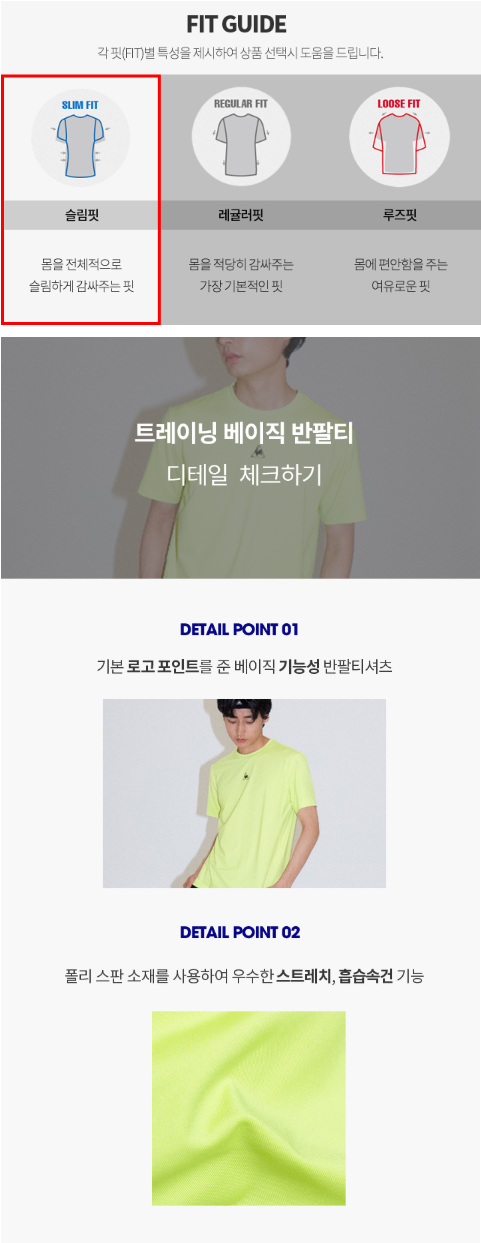 FIT GUIDE
각 핏(FIT)별 특성을 제시하여 상품 선택시 도움을 드립니다.
SLIM FIT
REGULAR FIT
LOOSE FIT
슬림핏
레귤러핏
루즈핏
몸을 전체적으로
슬림하게 감싸주는 핏
몸을 적당히 감싸주는
가장 기본적인 핏
몸에 편안함을 주는
여유로운 핏
트레이닝 베이직 반팔티
디테일 체크하기
DETAIL POINT 01
기본 로고 포인트를 준 베이직 기능성 반팔티셔츠
DETAIL POINT 02
폴리 스판 소재를 사용하여 우수한 스트레치, 흡습속건 기능